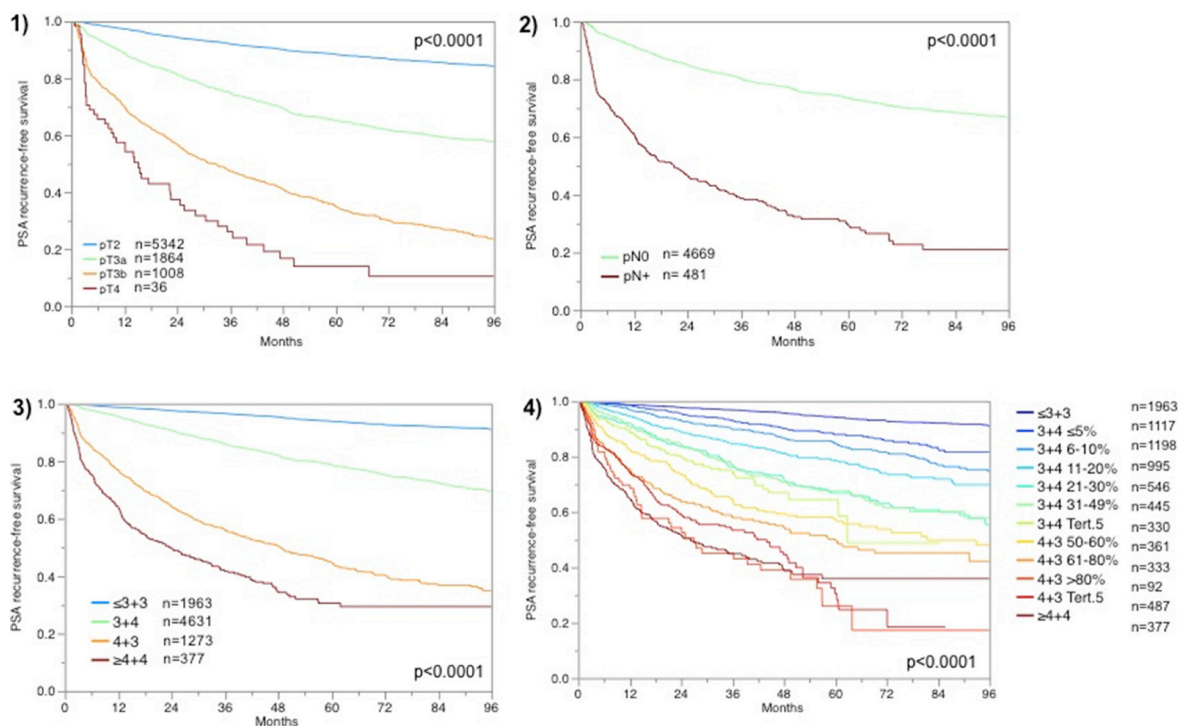 1)
p<0.0001
PSA recurrence-free survival
1.0
0.8
0.6
0.4
0.2
0.0
pT2 n=5342
pT3a n=1864
pT3b n=1008
pT4 n=36
0 12 24 36 48 60 72 84 96
Months
2)
p<0.0001
PSA recurrence-free survival
1.0
0.8
0.6
0.4
0.2
0.0
pN0 n= 4669
pN+ n= 481
0 12 24 36 48 60 72 84 96
Months
3)
PSA recurrence-free survival
1.0
0.8
0.6
0.4
0.2
0.0
≤3+3 n=1963
3+4 n=4631
4+3 n=1273
≥4+4 n=377
p<0.0001
0 12 24 36 48 60 72 84 96
Months
4)
PSA recurrence-free survival
1.0
0.8
0.6
0.4
0.2
0.0
p<0.0001
0 12 24 36 48 60 72 84 96
Months
≤3+3 n=1963
3+4 ≤5% n=1117
3+4 6-10% n=1198
3+4 11-20% n=995
3+4 21-30% n=546
3+4 31-49% n=445
3+4 Tert.5 n=330
4+3 50-60% n=361
4+3 61-80% n=333
4+3 >80% n=92
4+3 Tert.5 n=487
≥4+4 n=377